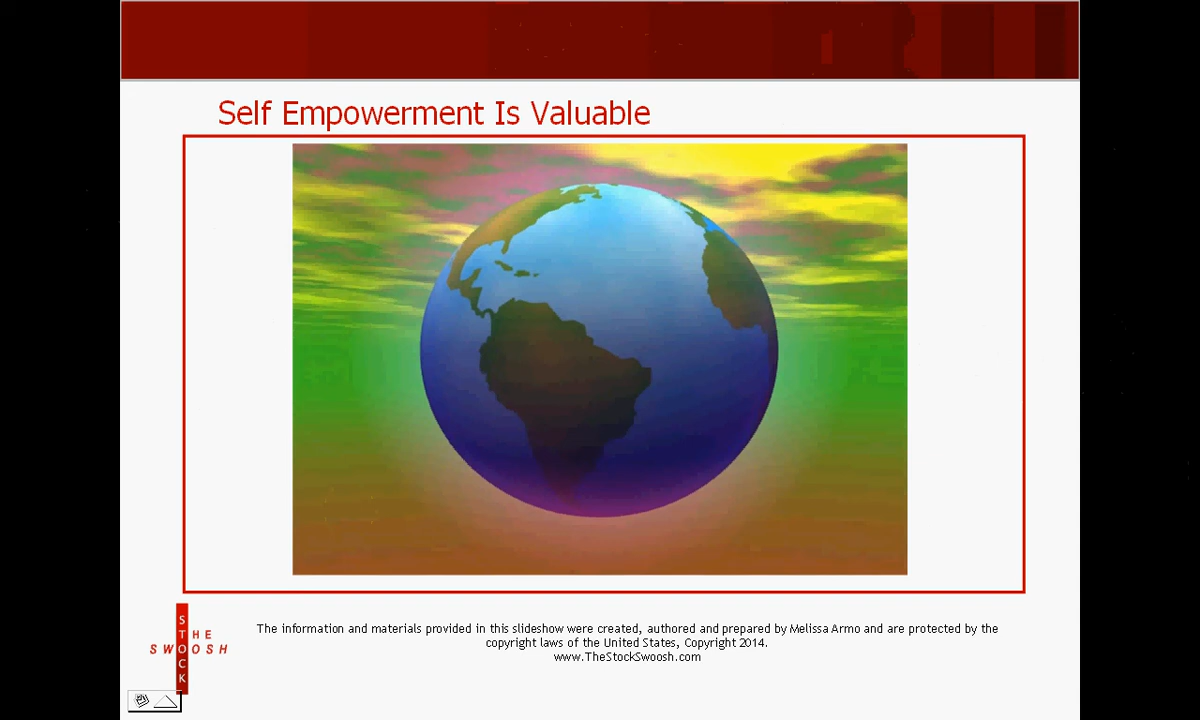 Self Empowerment Is Valuable
THE
STOCK
SWOOSH
The information and materials provided in this slideshow were created, authored and prepared by Melissa Armo and are protected by the
copyright laws of the United States, Copyright 2014.
www.TheStockSwoosh.com